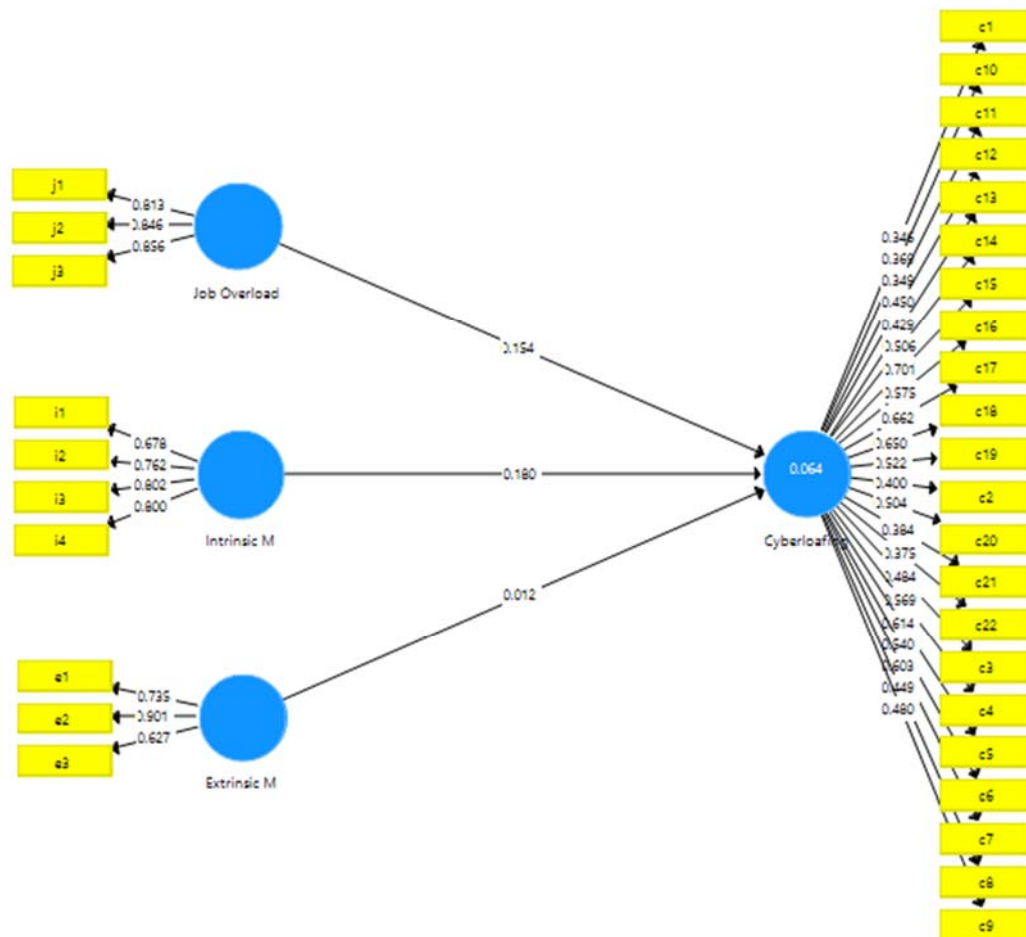 j1
0.813
j2
0.846
j3
0.856
Job Overload
0.154
i1
0.678
i2
0.762
i3
0.802
i4
0.800
Intrinsic M
0.180
e1
0.735
e2
0.901
e3
0.627
Extrinsic M
0.012
0.064
Cyberloafing
0.346
0.369
0.349
0.450
0.429
0.506
0.701
0.575
0.662
0.650
0.522
0.400
0.504
0.384
0.375
0.484
0.569
0.614
0.540
0.603
0.449
0.480
c1
c10
c11
c12
c13
c14
c15
c16
c17
c18
c19
c2
c20
c21
c22
c3
c4
c5
c6
c7
c8
c9